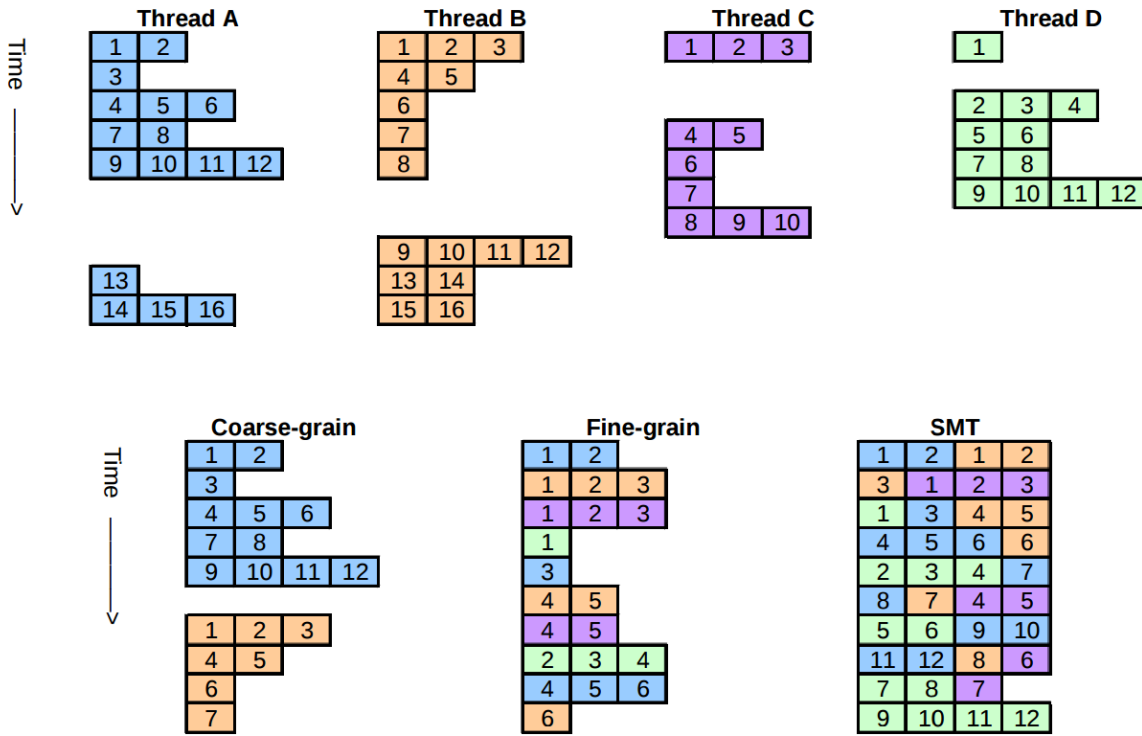 Thread A Thread B Thread C Thread D
Time ————>
1 2 1 2 3 1 2 3 1
3 4 5
4 5 6 6 2 3 4
7 8 7 4 5 5 6
9 10 11 12 8 6 7 8
7 9 10 11 12
8 9 10
9 10 11 12
13 13 14
14 15 16 15 16
Coarse-grain Fine-grain SMT
Time ————>
1 2 1 2 1 2 1 2
3 1 2 3 3 1 2 3
4 5 6 1 2 3 1 3 4 5
7 8 1 4 5 6 6
9 10 11 12 3 2 3 4 7
4 5 8 7 4 5
1 2 3 4 5 5 6 9 10
4 5 2 3 4 11 12 8 6
6 4 5 6 7 8 7
7 6 9 10 11 12